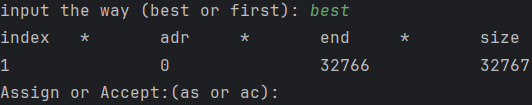 input the way (best or first): best
index * adr * end * size
1 0 32766 32767
Assign or Accept:(as or ac):